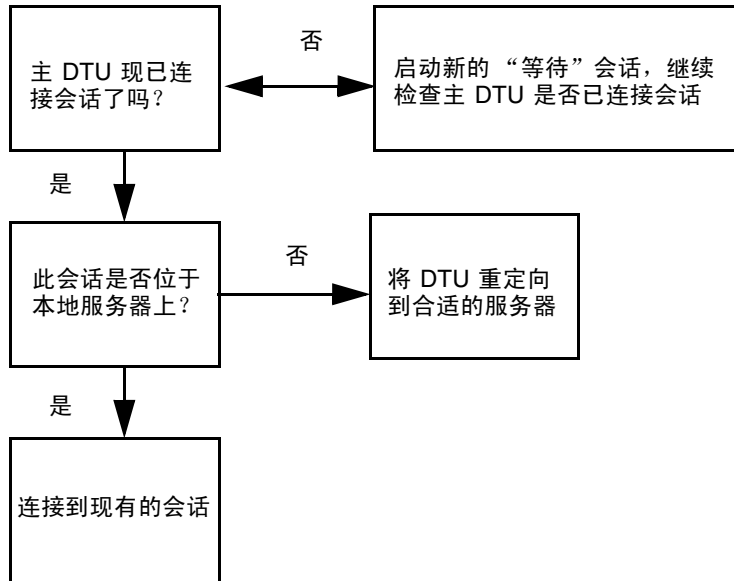 主 DTU 现已连
接会话了吗？
否
启动新的 “等待”会话，继续
检查主 DTU 是否已连接会话
是
此会话是否位于
本地服务器上？
否
将 DTU 重定向
到合适的服务器
是
连接到现有的会话